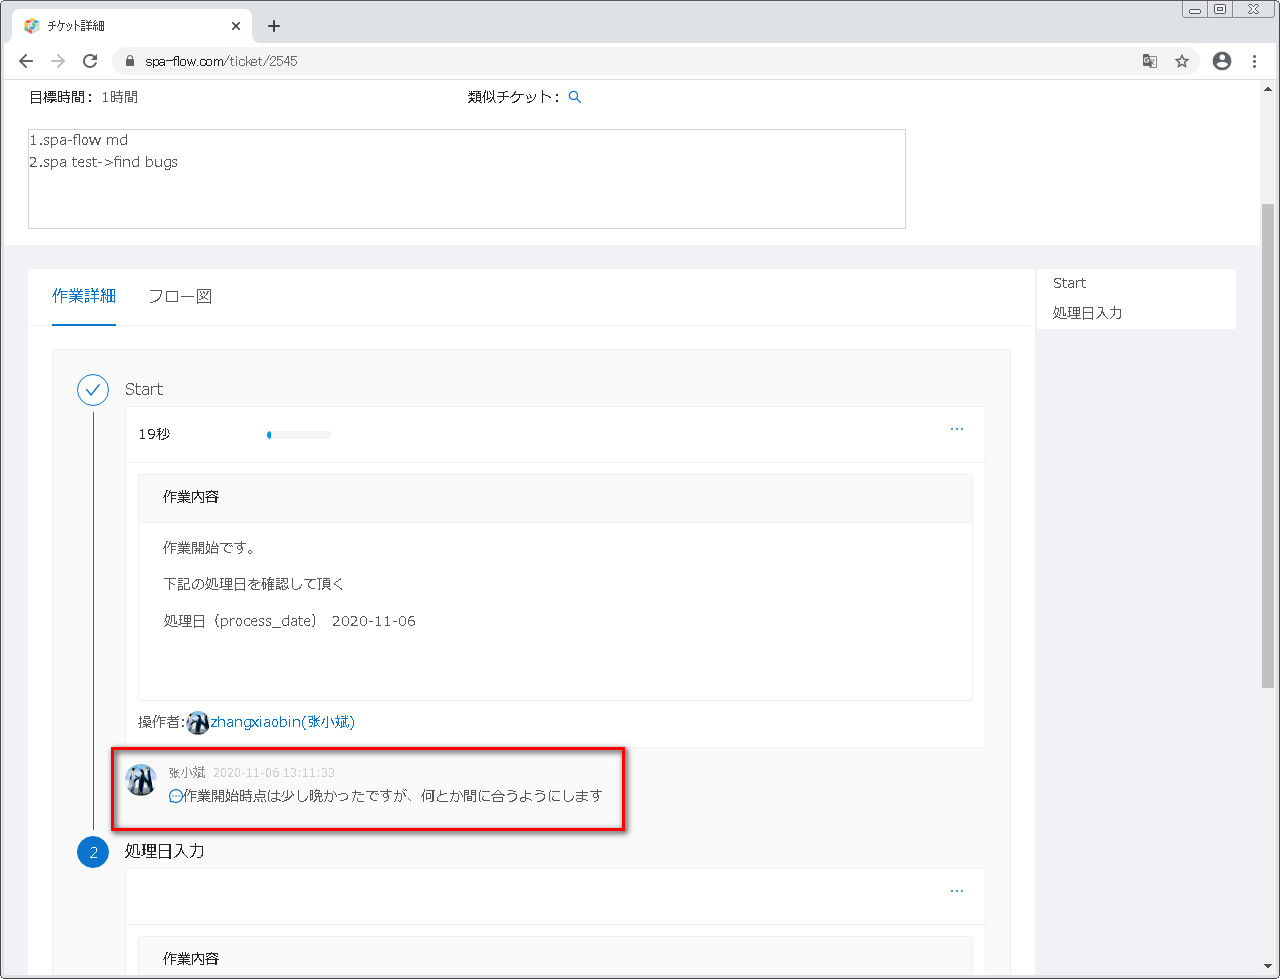 チケット詳細
spa-flow.com/ticket/2545
目標時間： 1時間
類似チケット：
1.spa-flow md
2.spa test->find bugs
作業詳細 フロー図
Start
処理日入力
Start
19秒
...
作業内容
作業開始です。
下記の処理日を確認して頂く
処理日（process_date） 2020-11-06
操作者:zhangxiaobin(张小斌)
张小斌 2020-11-06 13:11:33
作業開始時点は少し晩かったですが、何とか間に合うようにします
2 処理日入力
...
作業内容